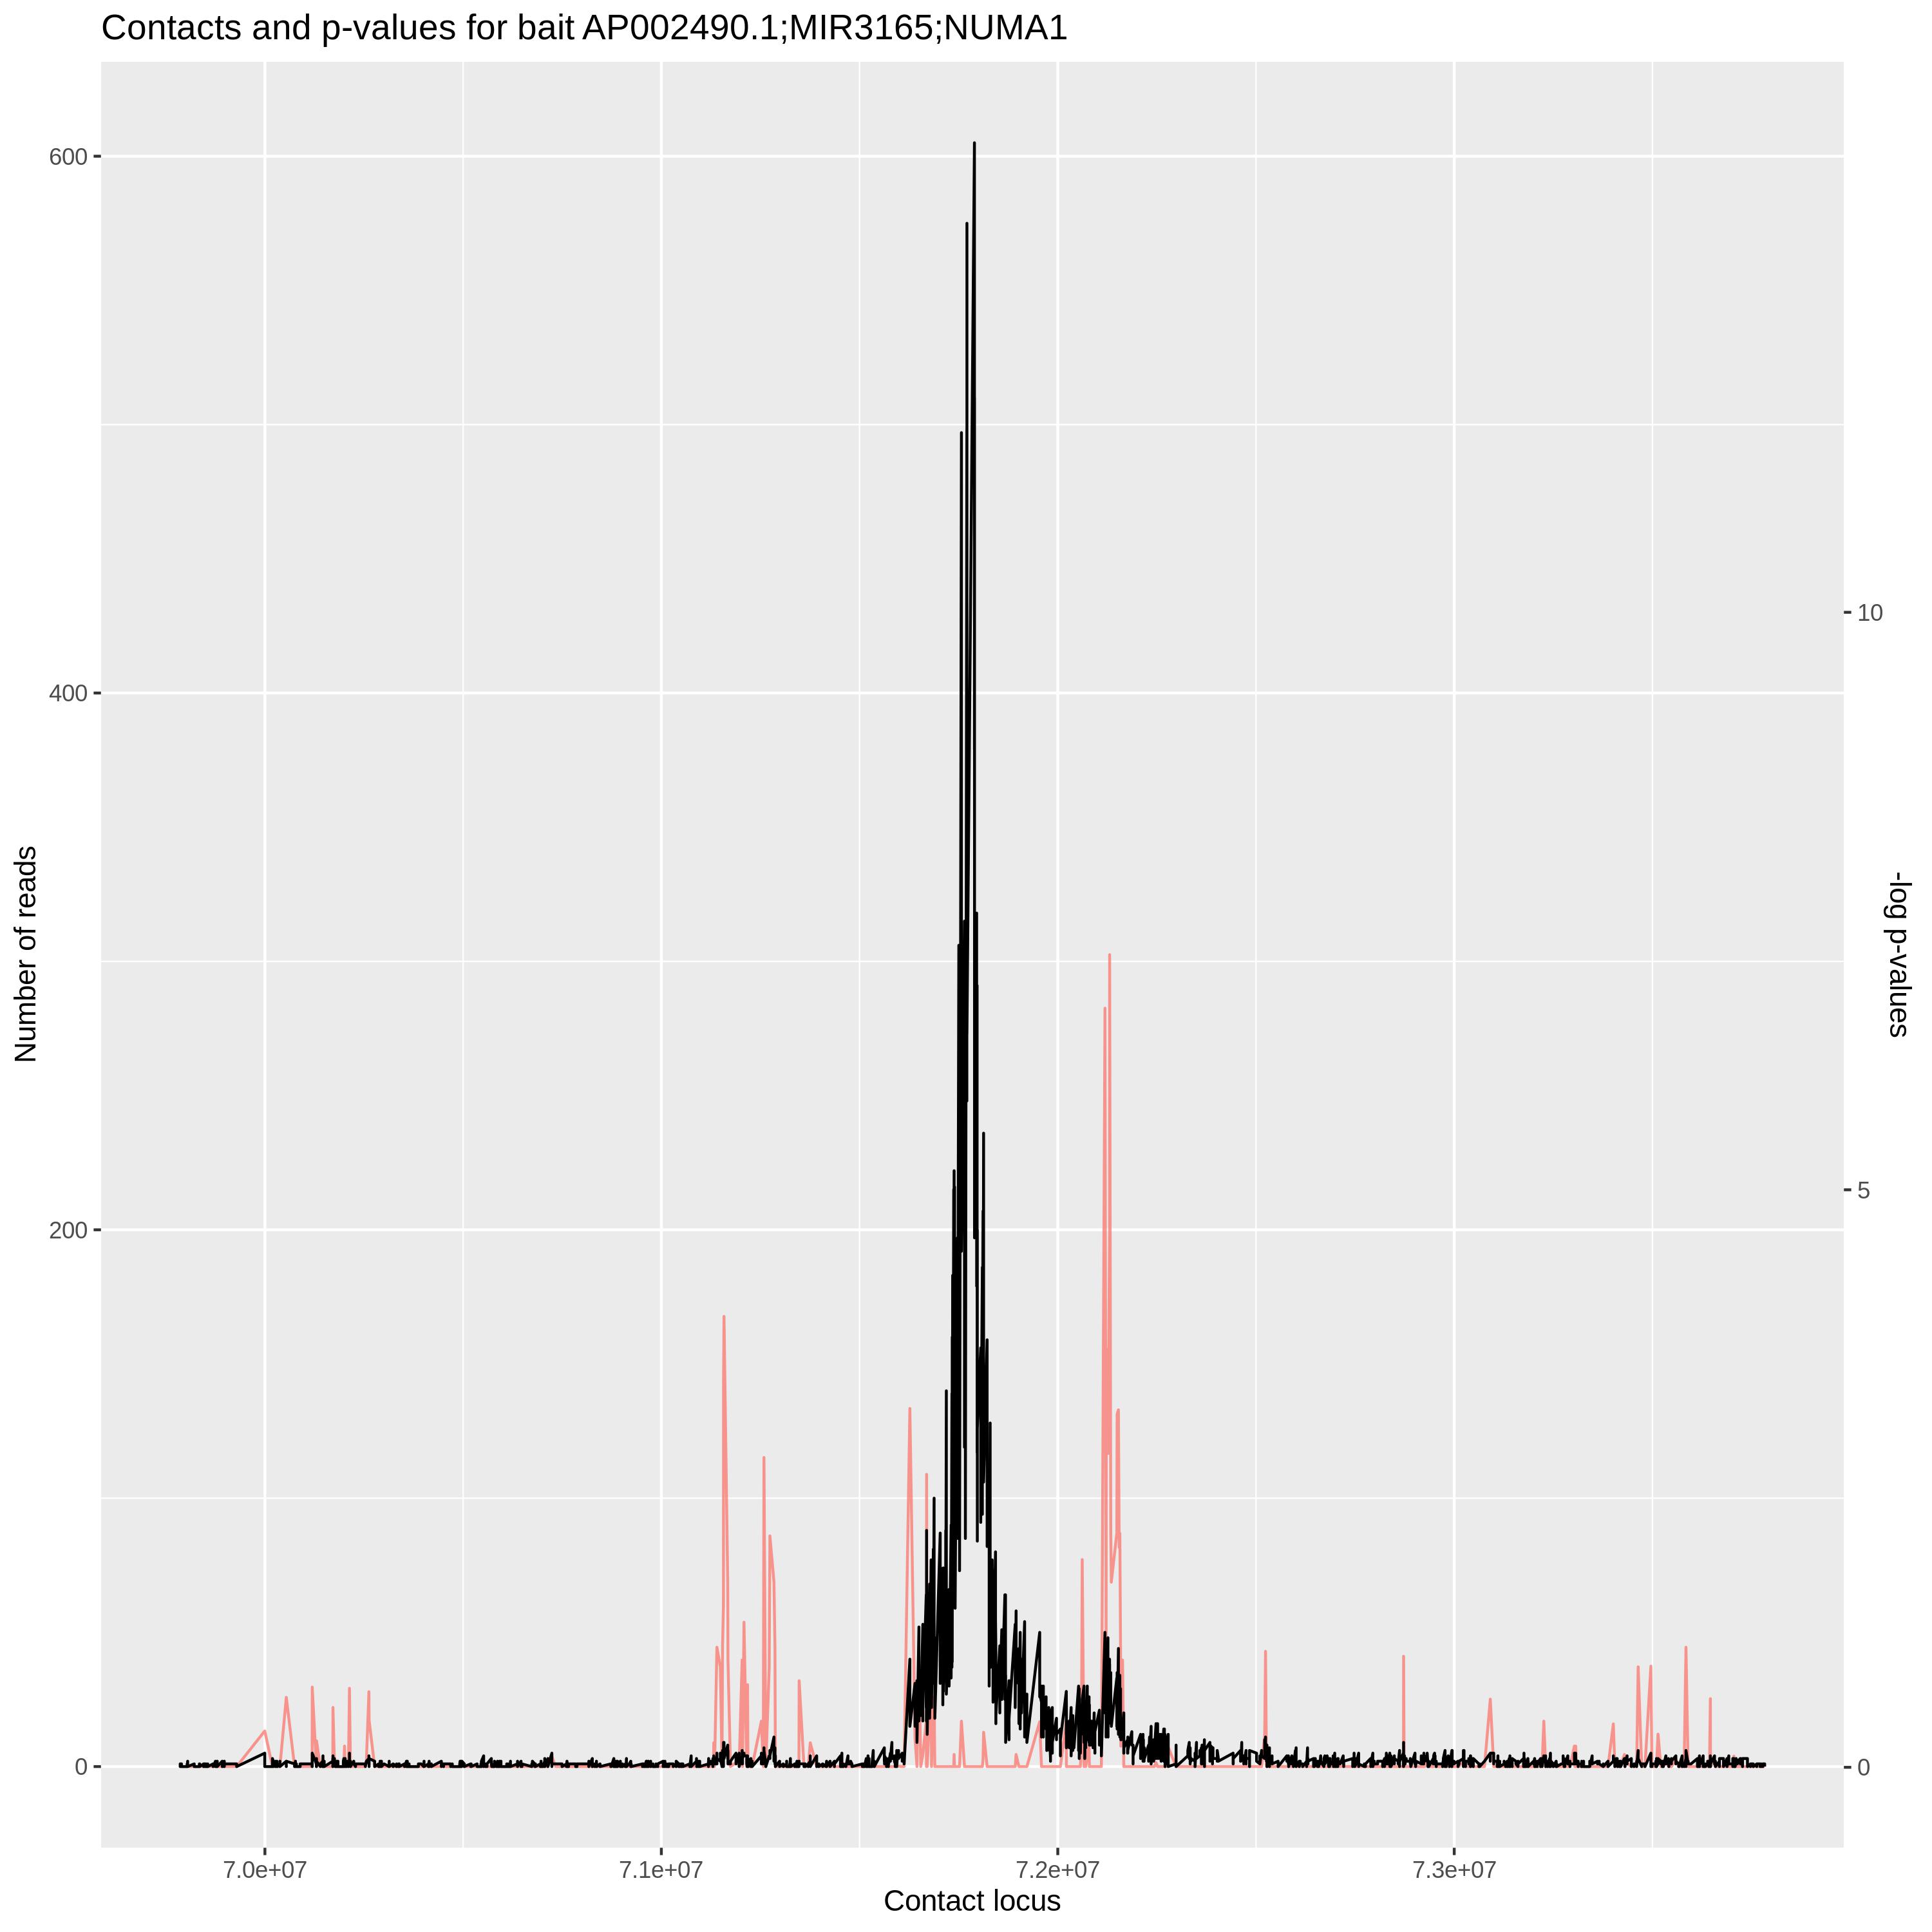 Contacts and p-values for bait AP002490.1;MIR3165;NUMA1
600
400
200
0
10
5
0
Number of reads
-log p-values
7.0e+07 7.1e+07 7.2e+07 7.3e+07
Contact locus